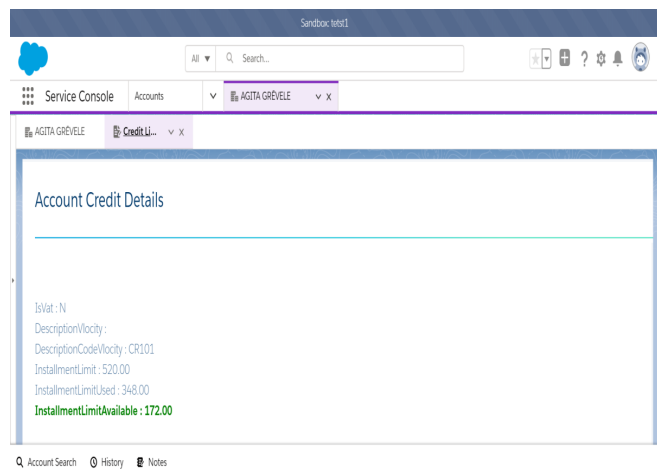 Sandbox: tetst1
All Search...
Service Console Accounts AGITA GRĒVELE
AGITA GRĒVELE Credit Li...
Account Credit Details
IsVat : N
DescriptionVlocity :
DescriptionCodeVlocity : CR101
InstallmentLimit : 520.00
InstallmentLimitUsed : 348.00
InstallmentLimitAvailable : 172.00
Account Search History Notes